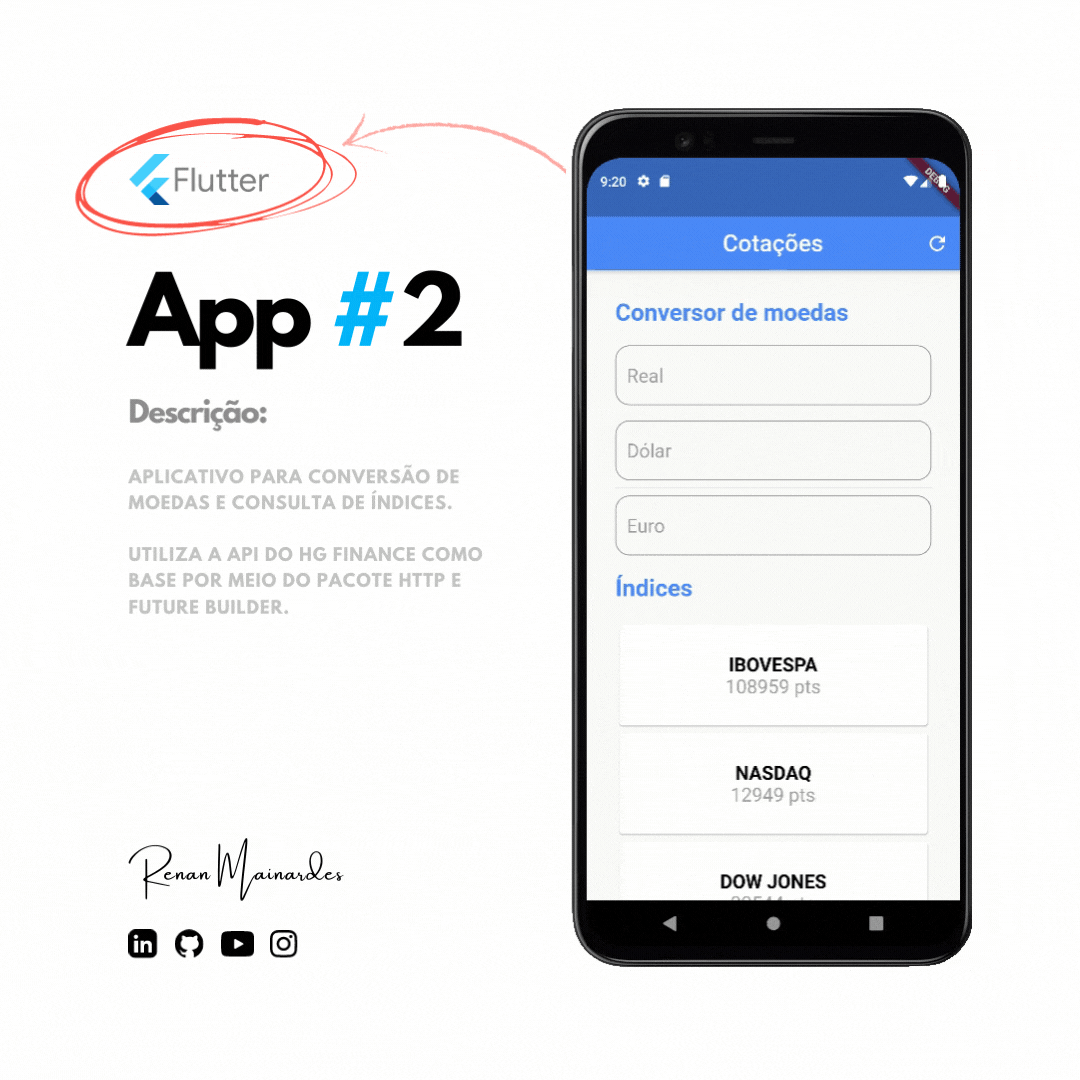 Flutter
App #2
Descrição:
APLICATIVO PARA CONVERSÃO DE
MOEDAS E CONSULTA DE ÍNDICES.
UTILIZA A API DO HG FINANCE COMO
BASE POR MEIO DO PACOTE HTTP E
FUTURE BUILDER.
Renan Mainardes
in
9:20
DEBUG
Cotações
Conversor de moedas
Real
Dólar
Euro
Índices
IBOVESPA
108959 pts
NASDAQ
12949 pts
DOW JONES